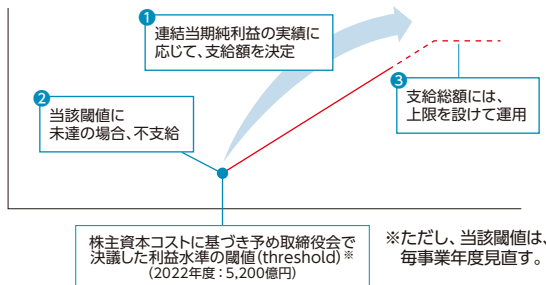 1
連結当期純利益の実績に
応じて、支給額を決定
2
当該閾値に
未達の場合、不支給
3
支給総額には、
上限を設けて運用
株主資本コストに基づき予め取締役会で
決議した利益水準の閾値(threshold)※
(2022年度:5,200億円)
※ただし、当該閾値は、
毎事業年度見直す。